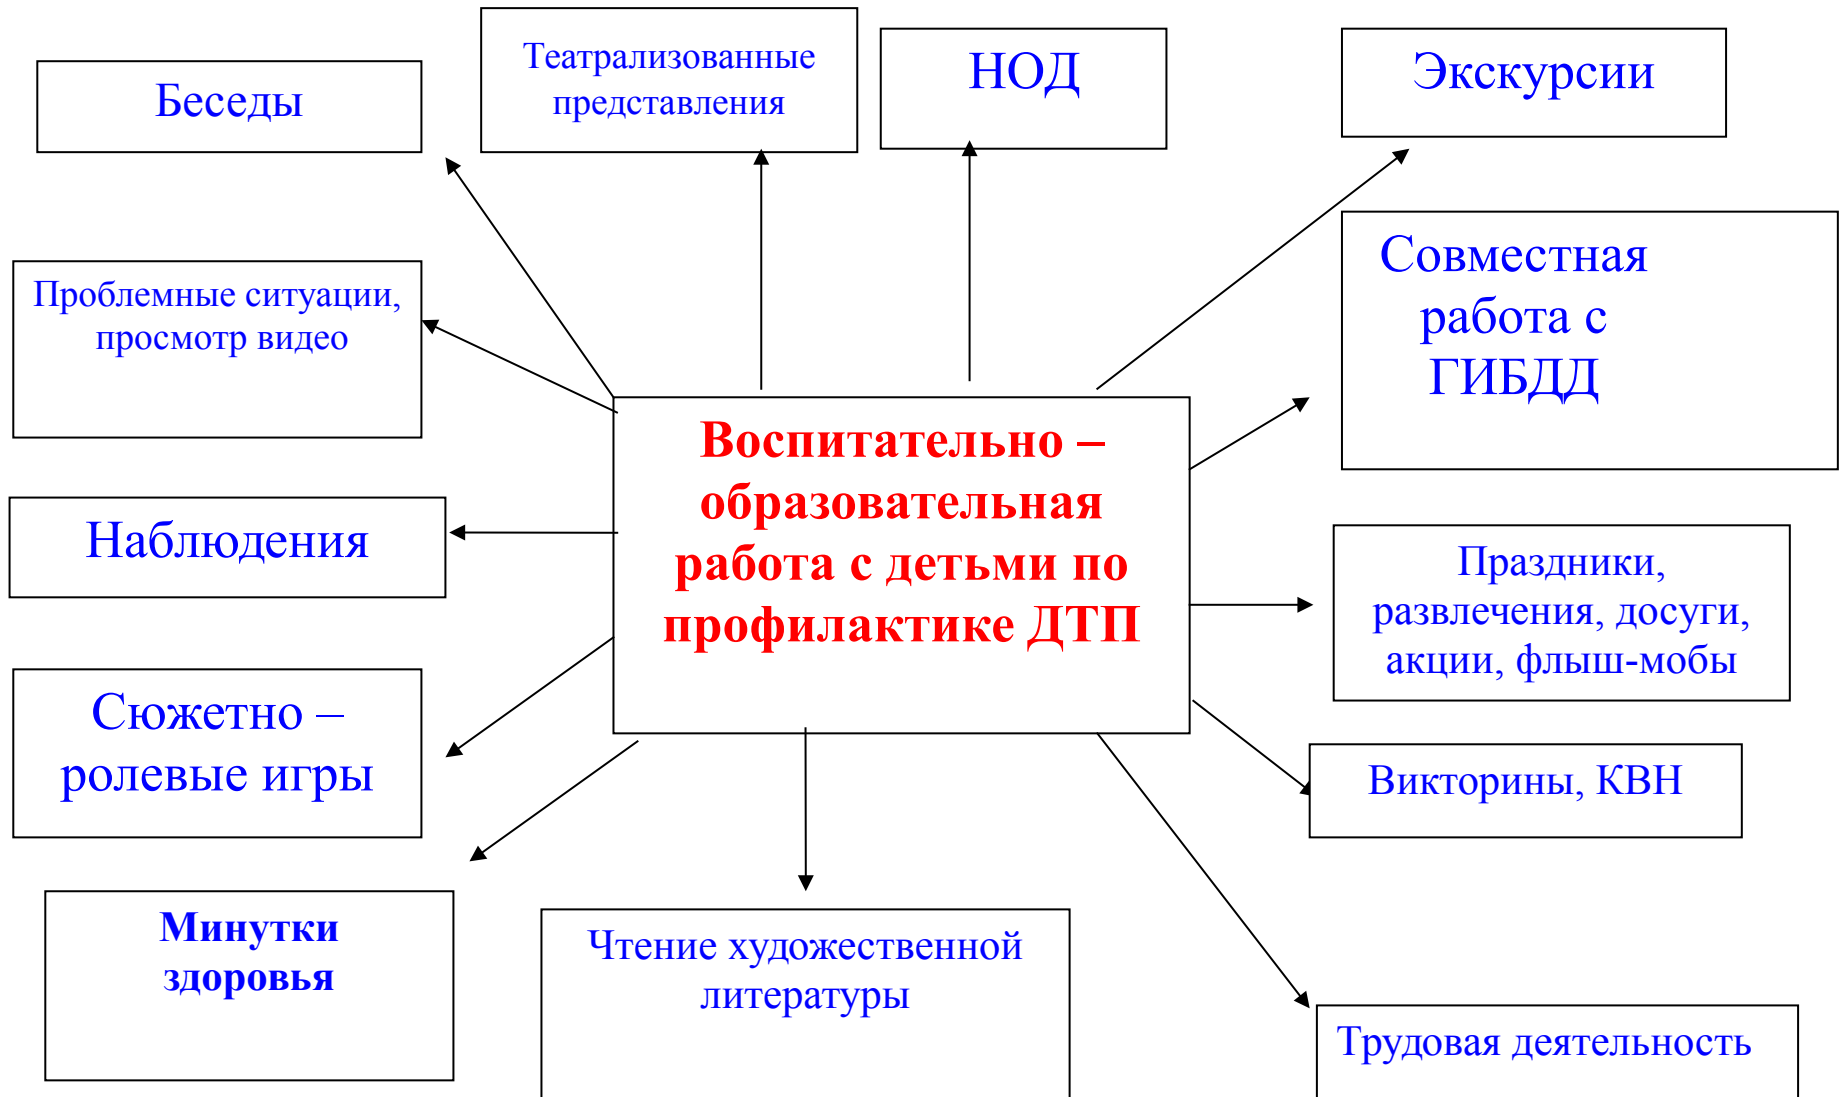 Беседы
Театрализованные
представления
НОД
Экскурсии
Проблемные ситуации,
просмотр видео
Совместная
работа с
ГИБДД
Воспитательно –
образовательная
работа с детьми по
профилактике ДТП
Наблюдения
Праздники,
развлечения, досуги,
акции, флыш-мобы
Сюжетно –
ролевые игры
Викторины, КВН
Минутки
здоровья
Чтение художественной
литературы
Трудовая деятельность